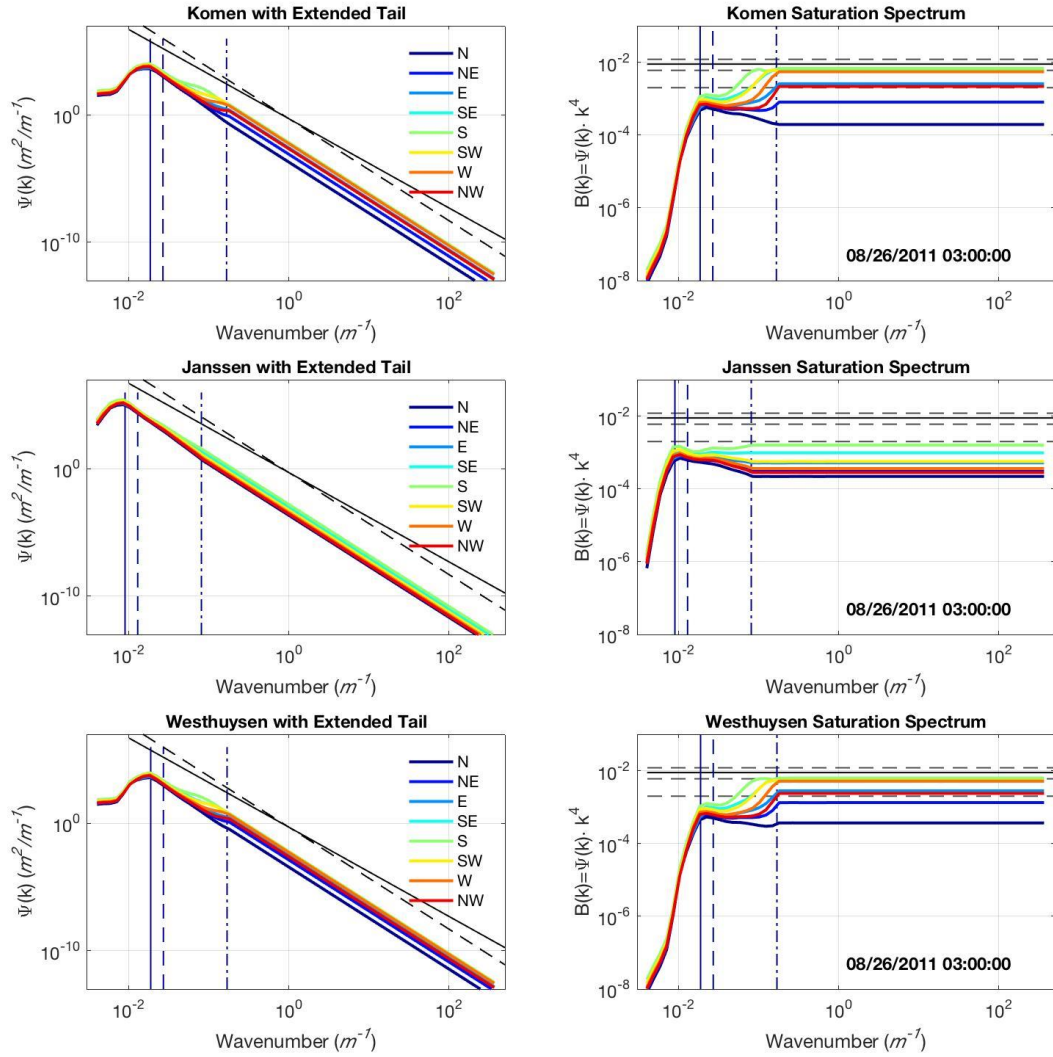 Komen with Extended Tail
Ψ(k) (m²/m⁻¹)
10⁰
10⁻¹⁰
N
NE
E
SE
S
SW
W
NW
10⁻² 10⁰ 10²
Wavenumber (m⁻¹)
Komen Saturation Spectrum
B(k)=Ψ(k)· k⁴
10⁻²
10⁻⁴
10⁻⁶
10⁻⁸
08/26/2011 03:00:00
10⁻² 10⁰ 10²
Wavenumber (m⁻¹)
Janssen with Extended Tail
Ψ(k) (m²/m⁻¹)
10⁰
10⁻¹⁰
N
NE
E
SE
S
SW
W
NW
10⁻² 10⁰ 10²
Wavenumber (m⁻¹)
Janssen Saturation Spectrum
B(k)=Ψ(k)· k⁴
10⁻²
10⁻⁴
10⁻⁶
10⁻⁸
08/26/2011 03:00:00
10⁻² 10⁰ 10²
Wavenumber (m⁻¹)
Westhuysen with Extended Tail
Ψ(k) (m²/m⁻¹)
10⁰
10⁻¹⁰
N
NE
E
SE
S
SW
W
NW
10⁻² 10⁰ 10²
Wavenumber (m⁻¹)
Westhuysen Saturation Spectrum
B(k)=Ψ(k)· k⁴
10⁻²
10⁻⁴
10⁻⁶
10⁻⁸
08/26/2011 03:00:00
10⁻² 10⁰ 10²
Wavenumber (m⁻¹)